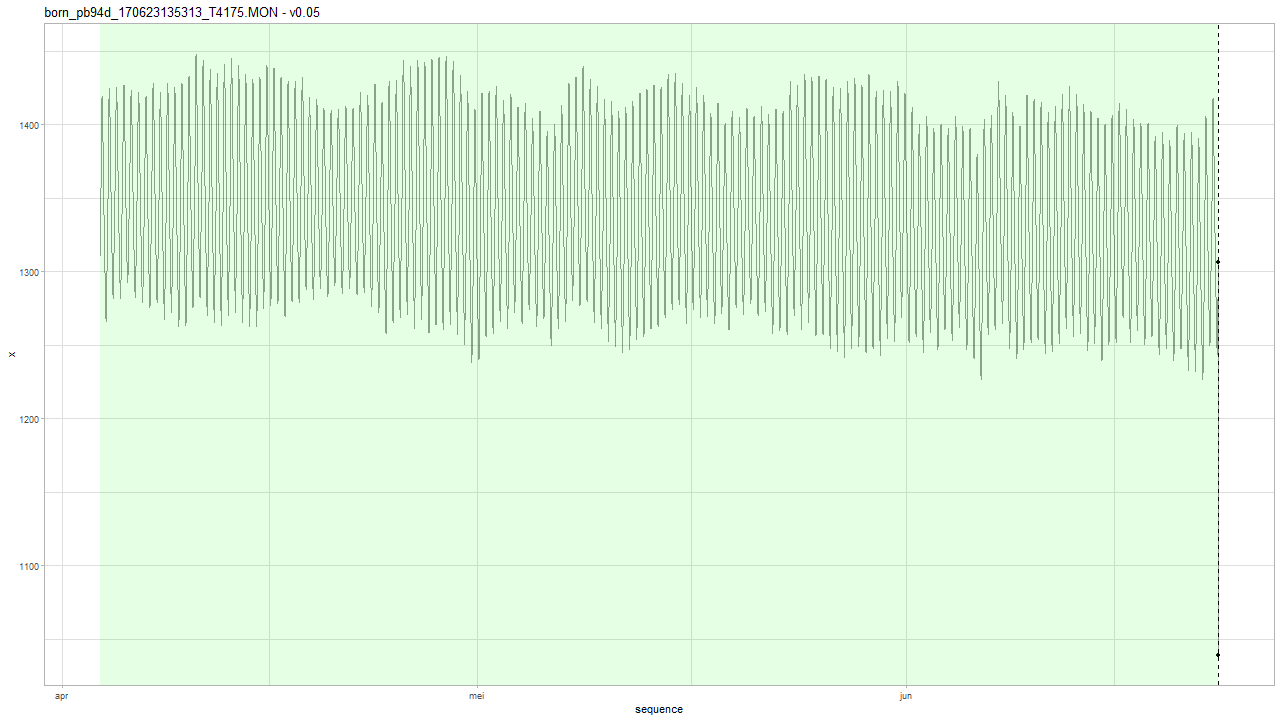 born_pb94d_170623135313_T4175.MON - v0.05
1400
1300
1200
1100
x
apr
mei
jun
sequence